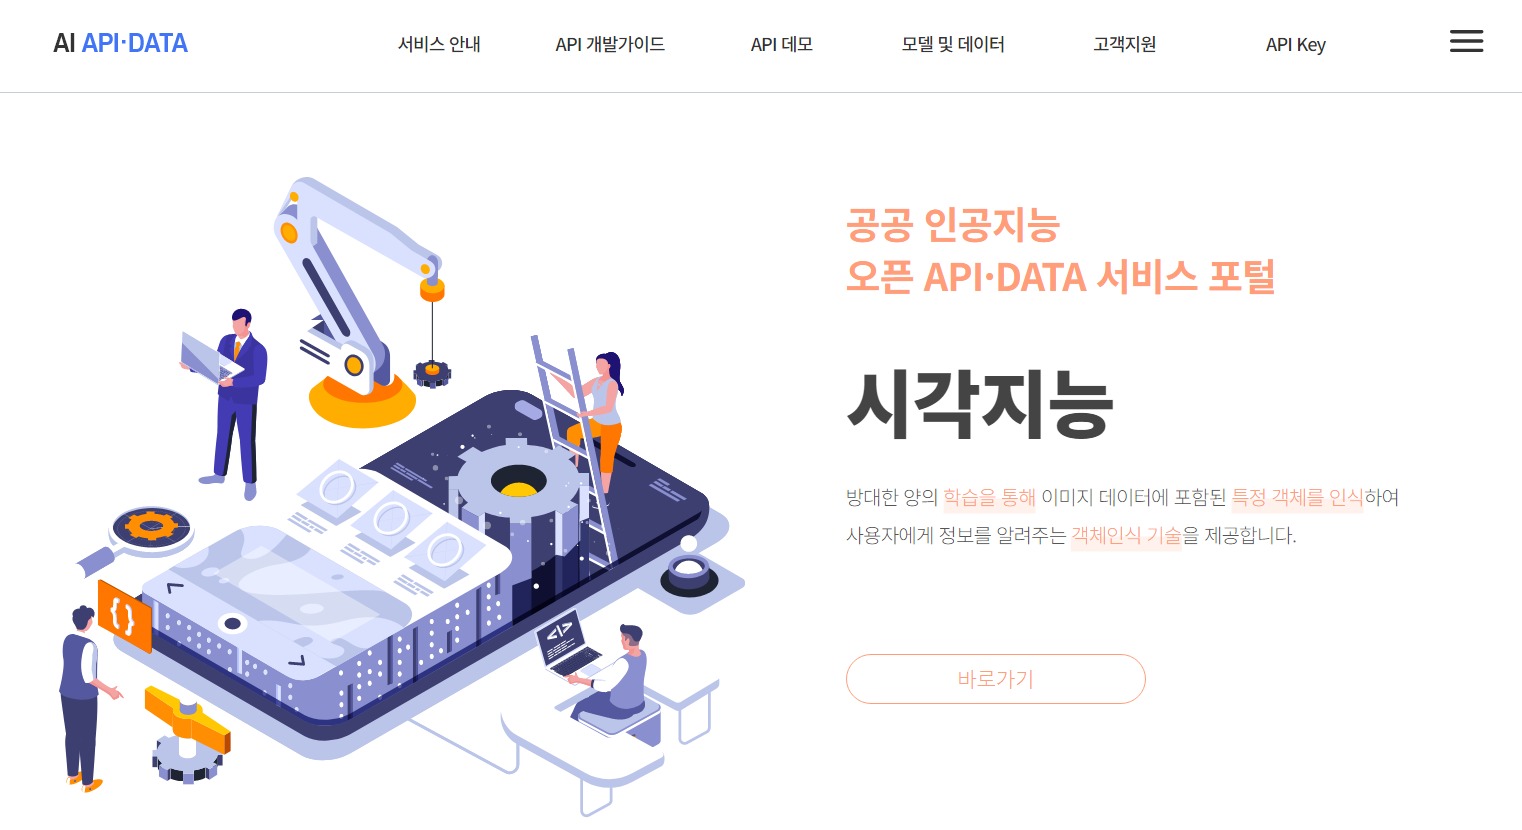 AI API·DATA 서비스 안내 API 개발가이드 API 데모 모델 및 데이터 고객지원 API Key
공공 인공지능
오픈 API·DATA 서비스 포털
시각지능
방대한 양의 학습을 통해 이미지 데이터에 포함된 특정 객체를 인식하여
사용자에게 정보를 알려주는 객체인식 기술을 제공합니다.
바로가기
{}
</>